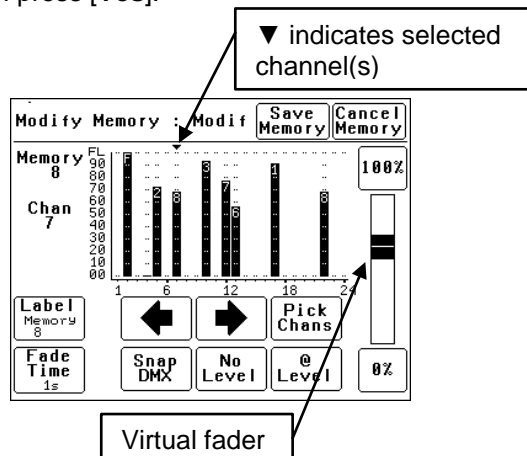 press [Yes].
▼ indicates selected
channel(s)
Modify Memory : Modif
Save
Memory
Cancel
Memory
Memory
8
Chan
7
FL
90
80
70
60
50
40
30
20
10
00
F 2 8 3 7 6 1 8
1 6 12 18 24
100%
0%
Label
Memory
8
Pick
Chans
Fade
Time
1s
Snap
DMX
No
Level
@
Level
Virtual fader